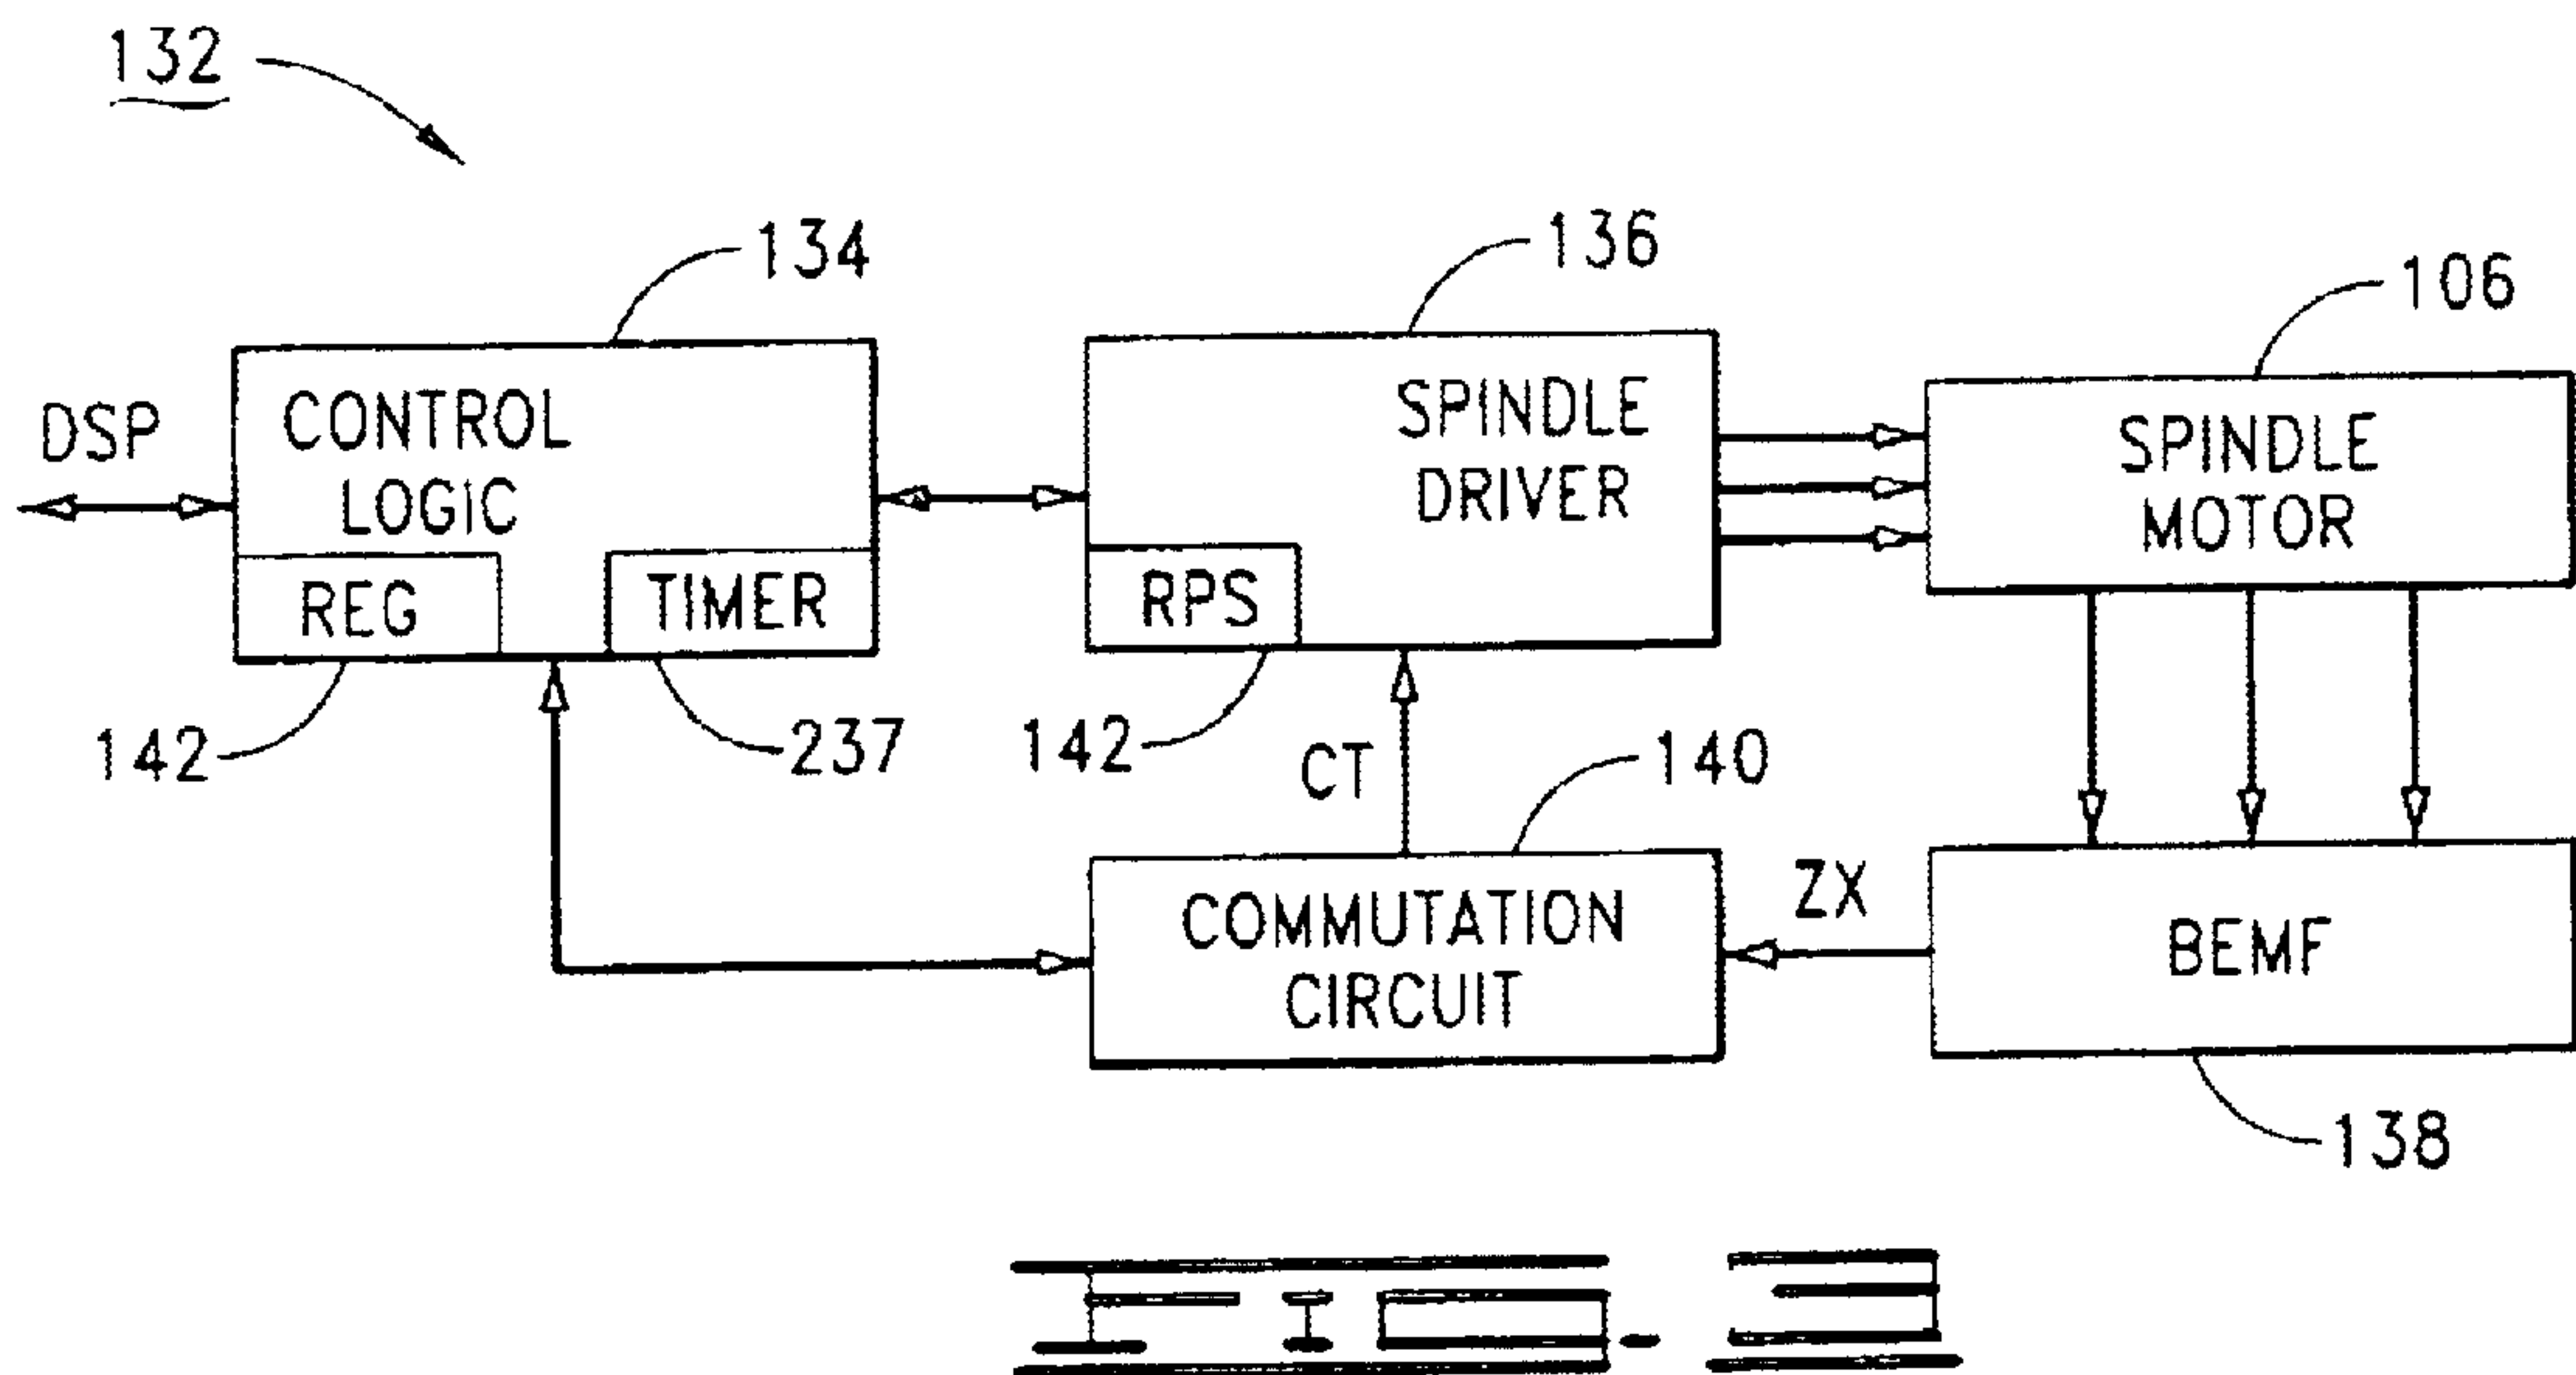 132
134
136
106
DSP
CONTROL
LOGIC
SPINDLE
DRIVER
SPINDLE
MOTOR
REG
TIMER
RPS
142
237
142
CT
140
COMMUTATION
CIRCUIT
ZX
BEMF
138
FIG. 3